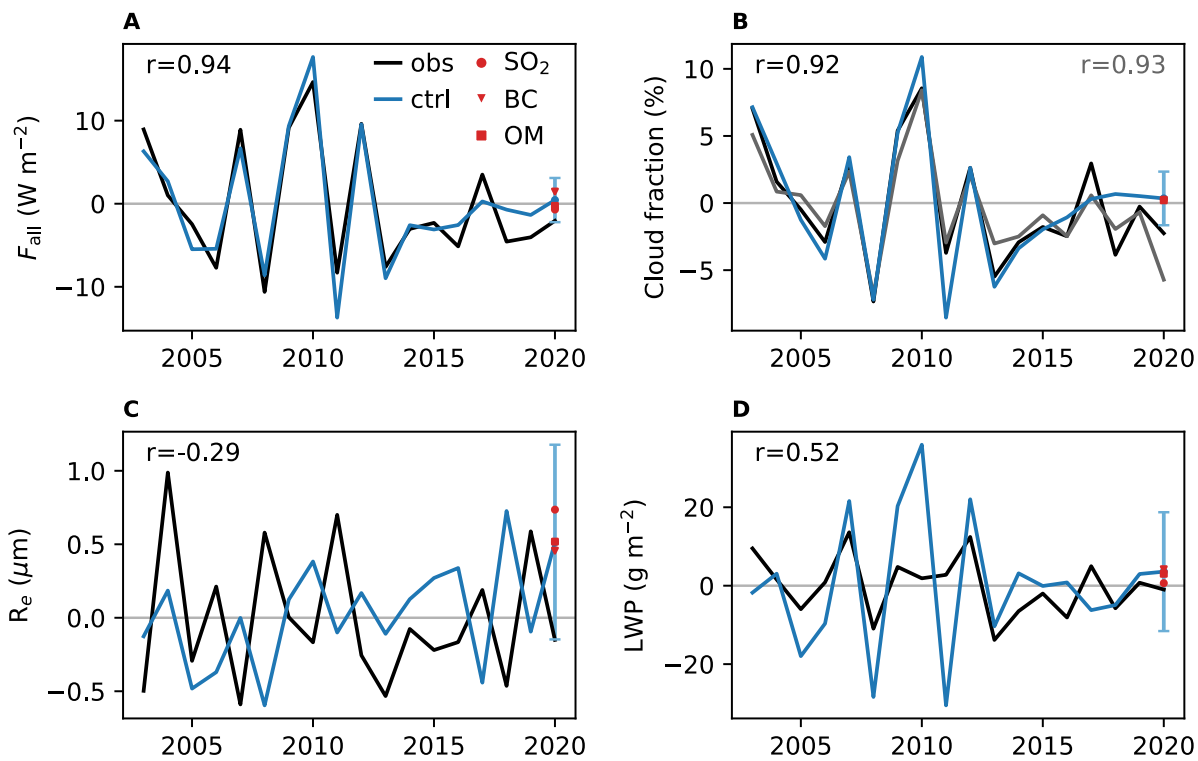 A
r=0.94
obs
ctrl
SO₂
BC
OM
F_all (W m⁻²)
10
0
−10
2005 2010 2015 2020
B
r=0.92
r=0.93
Cloud fraction (%)
10
5
0
−5
2005 2010 2015 2020
C
r=-0.29
R_e (μm)
1.0
0.5
0.0
−0.5
2005 2010 2015 2020
D
r=0.52
LWP (g m⁻²)
20
0
−20
2005 2010 2015 2020